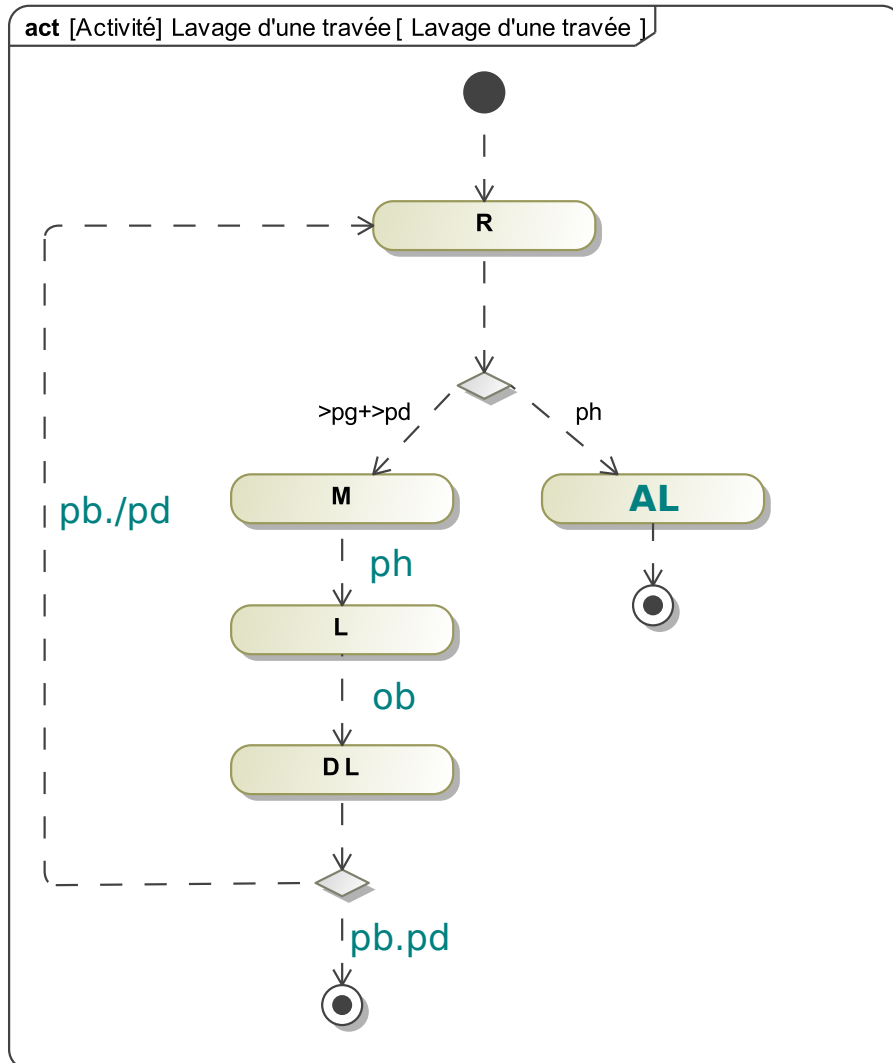 act [Activité] Lavage d'une travée [ Lavage d'une travée ]
R
>pg+>pd
ph
M
AL
pb./pd
ph
L
ob
D L
pb.pd